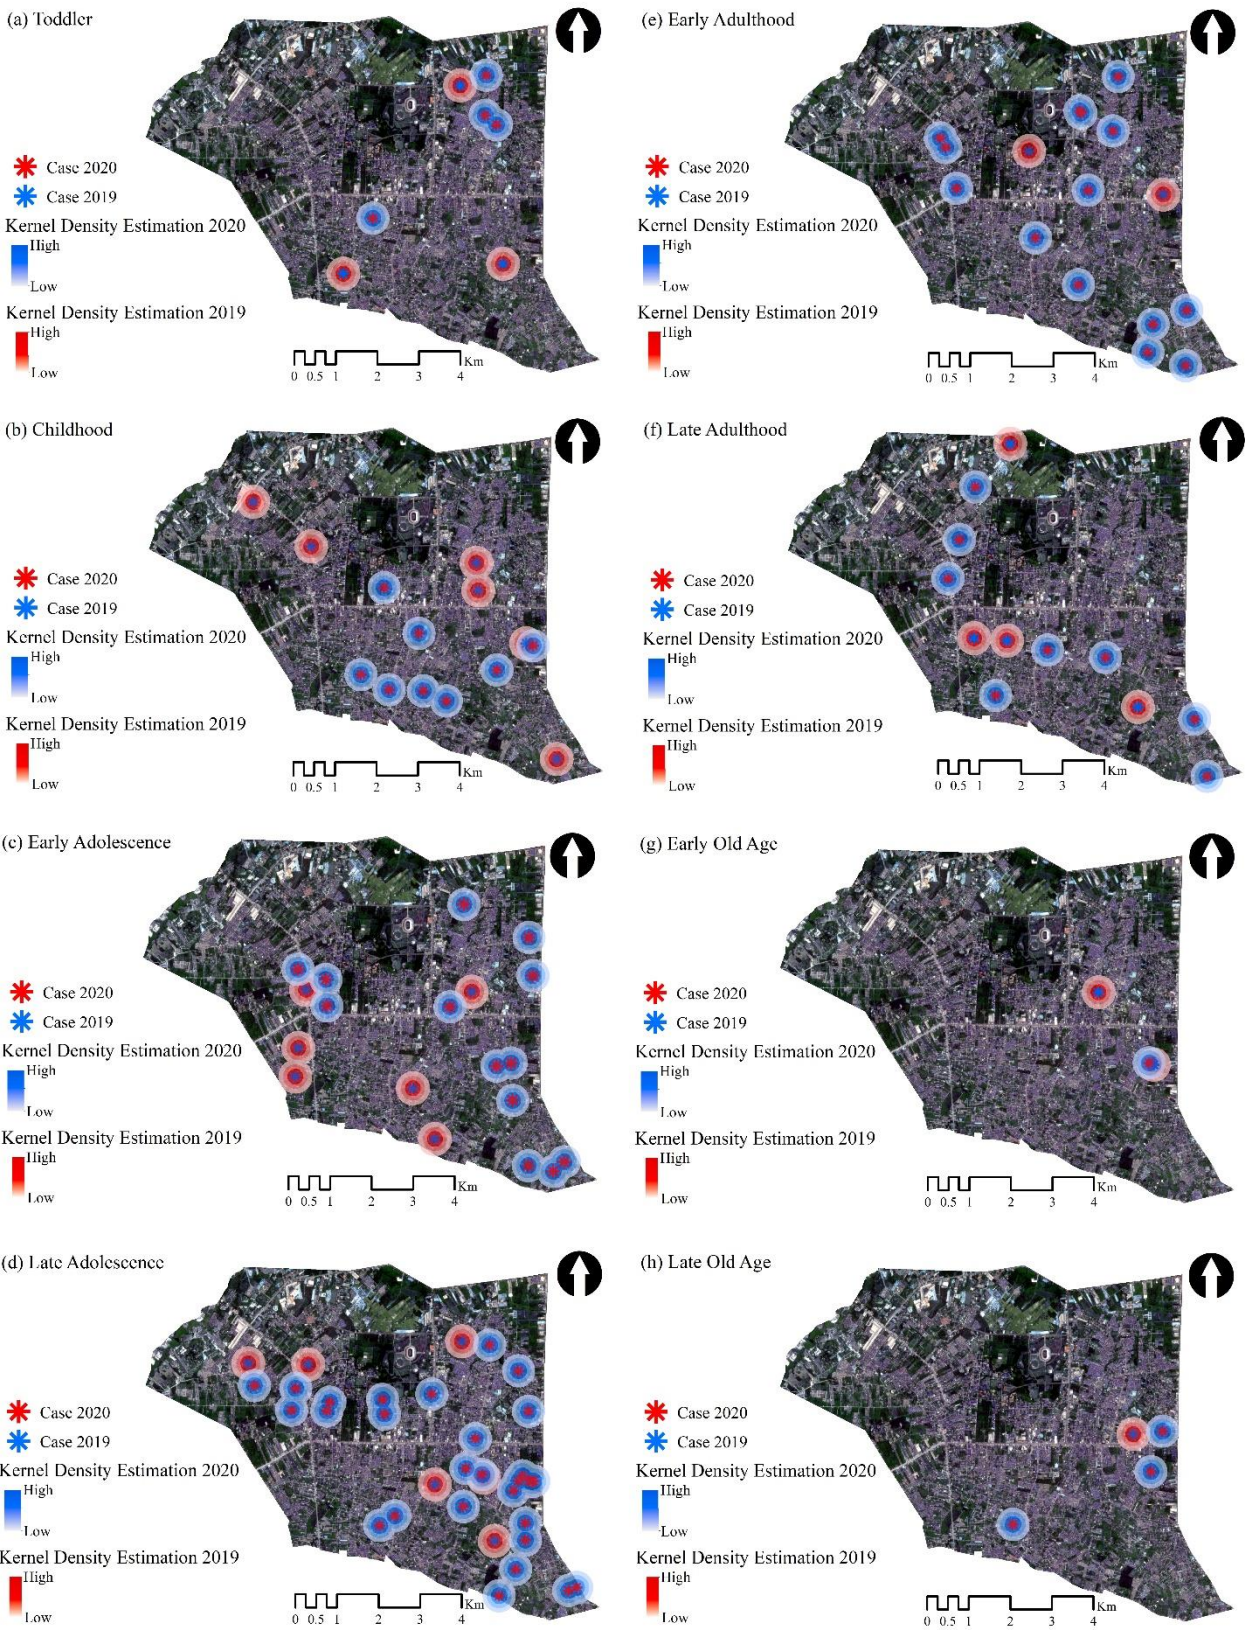 (a) Toddler
Case 2020
Case 2019
Kernel Density Estimation 2020
High
Low
Kernel Density Estimation 2019
High
Low
Km
0 0.5 1 2 3 4
(b) Childhood
Case 2020
Case 2019
Kernel Density Estimation 2020
High
Low
Kernel Density Estimation 2019
High
Low
Km
0 0.5 1 2 3 4
(c) Early Adolescence
Case 2020
Case 2019
Kernel Density Estimation 2020
High
Low
Kernel Density Estimation 2019
High
Low
Km
0 0.5 1 2 3 4
(d) Late Adolescence
Case 2020
Case 2019
Kernel Density Estimation 2020
High
Low
Kernel Density Estimation 2019
High
Low
Km
0 0.5 1 2 3 4
(e) Early Adulthood
Case 2020
Case 2019
Kernel Density Estimation 2020
High
Low
Kernel Density Estimation 2019
High
Low
Km
0 0.5 1 2 3 4
(f) Late Adulthood
Case 2020
Case 2019
Kernel Density Estimation 2020
High
Low
Kernel Density Estimation 2019
High
Low
Km
0 0.5 1 2 3 4
(g) Early Old Age
Case 2020
Case 2019
Kernel Density Estimation 2020
High
Low
Kernel Density Estimation 2019
High
Low
Km
0 0.5 1 2 3 4
(h) Late Old Age
Case 2020
Case 2019
Kernel Density Estimation 2020
High
Low
Kernel Density Estimation 2019
High
Low
Km
0 0.5 1 2 3 4